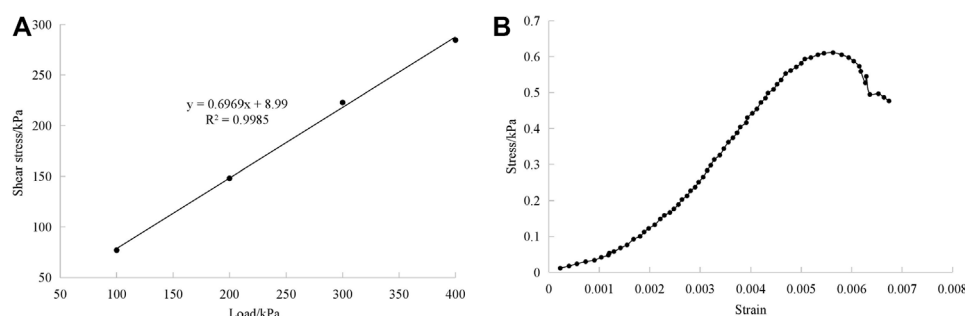 A
300
250
200
150
100
50
Shear stress/kPa
y = 0.6969x + 8.99
R² = 0.9985
50 100 150 200 250 300 350 400
Load/kPa
B
0.7
0.6
0.5
0.4
0.3
0.2
0.1
0
Stress/kPa
0 0.001 0.002 0.003 0.004 0.005 0.006 0.007 0.008
Strain